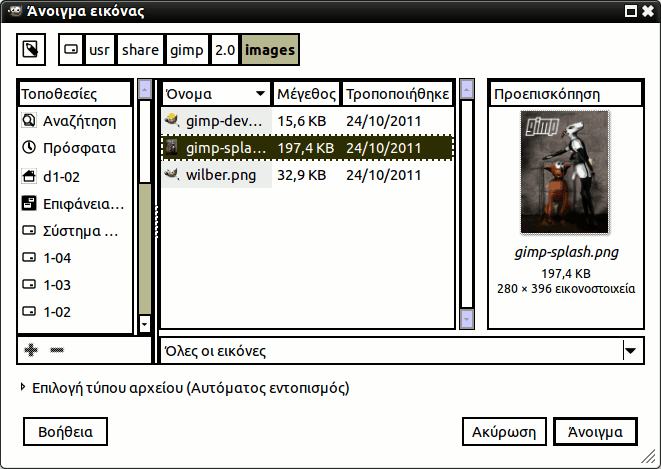 Άνοιγμα εικόνας
usr share gimp 2.0 images
Τοποθεσίες
Αναζήτηση
Πρόσφατα
d1-02
Επιφάνεια...
Σύστημα ...
1-04
1-03
1-02
Όνομα Μέγεθος Τροποποιήθηκε
gimp-dev... 15,6 KB 24/10/2011
gimp-spla... 197,4 KB 24/10/2011
wilber.png 32,9 KB 24/10/2011
Προεπισκόπηση
gimp
gimp-splash.png
197,4 KB
280 × 396 εικονοστοιχεία
Όλες οι εικόνες
Επιλογή τύπου αρχείου (Αυτόματος εντοπισμός)
Βοήθεια Ακύρωση Άνοιγμα